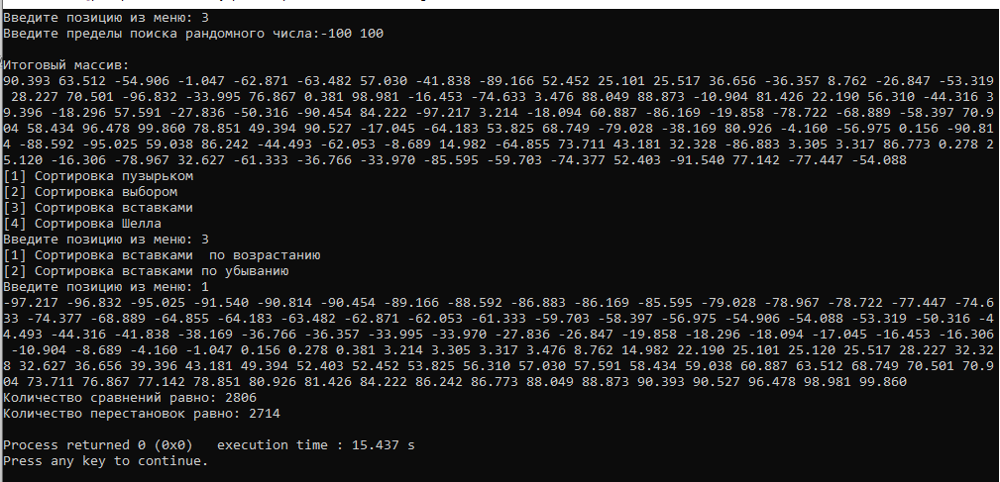 Введите позицию из меню: 3
Введите пределы поиска рандомного числа:-100 100
Итоговый массив:
90.393 63.512 -54.906 -1.047 -62.871 -63.482 57.030 -41.838 -89.166 52.452 25.101 25.517 36.656 -36.357 8.762 -26.847 -53.319
28.227 70.501 -96.832 -33.995 76.867 0.381 98.981 -16.453 -74.633 3.476 88.049 88.873 -10.904 81.426 22.190 56.310 -44.316 3
9.396 -18.296 57.591 -27.836 -50.316 -90.454 84.222 -97.217 3.214 -18.094 60.887 -86.169 -19.858 -78.722 -68.889 -58.397 70.9
04 58.434 96.478 99.860 78.851 49.394 90.527 -17.045 -64.183 53.825 68.749 -79.028 -38.169 80.926 -4.160 -56.975 0.156 -90.81
4 -88.592 -95.025 59.038 86.242 -44.493 -62.053 -8.689 14.982 -64.855 73.711 43.181 32.328 -86.883 3.305 3.317 86.773 0.278 2
5.120 -16.306 -78.967 32.627 -61.333 -36.766 -33.970 -85.595 -59.703 -74.377 52.403 -91.540 77.142 -77.447 -54.088
[1] Сортировка пузырьком
[2] Сортировка выбором
[3] Сортировка вставками
[4] Сортировка Шелла
Введите позицию из меню: 3
[1] Сортировка вставками  по возрастанию
[2] Сортировка вставками по убыванию
Введите позицию из меню: 1
-97.217 -96.832 -95.025 -91.540 -90.814 -90.454 -89.166 -88.592 -86.883 -86.169 -85.595 -79.028 -78.967 -78.722 -77.447 -74.6
33 -74.377 -68.889 -64.855 -64.183 -63.482 -62.871 -62.053 -61.333 -59.703 -58.397 -56.975 -54.906 -54.088 -53.319 -50.316 -4
4.493 -44.316 -41.838 -38.169 -36.766 -36.357 -33.995 -33.970 -27.836 -26.847 -19.858 -18.296 -18.094 -17.045 -16.453 -16.306
-10.904 -8.689 -4.160 -1.047 0.156 0.278 0.381 3.214 3.305 3.317 3.476 8.762 14.982 22.190 25.101 25.120 25.517 28.227 32.32
8 32.627 36.656 39.396 43.181 49.394 52.403 52.452 53.825 56.310 57.030 57.591 58.434 59.038 60.887 63.512 68.749 70.501 70.9
04 73.711 76.867 77.142 78.851 80.926 81.426 84.222 86.242 86.773 88.049 88.873 90.393 90.527 96.478 98.981 99.860
Количество сравнений равно: 2806
Количество перестановок равно: 2714
Process returned 0 (0x0)   execution time : 15.437 s
Press any key to continue.